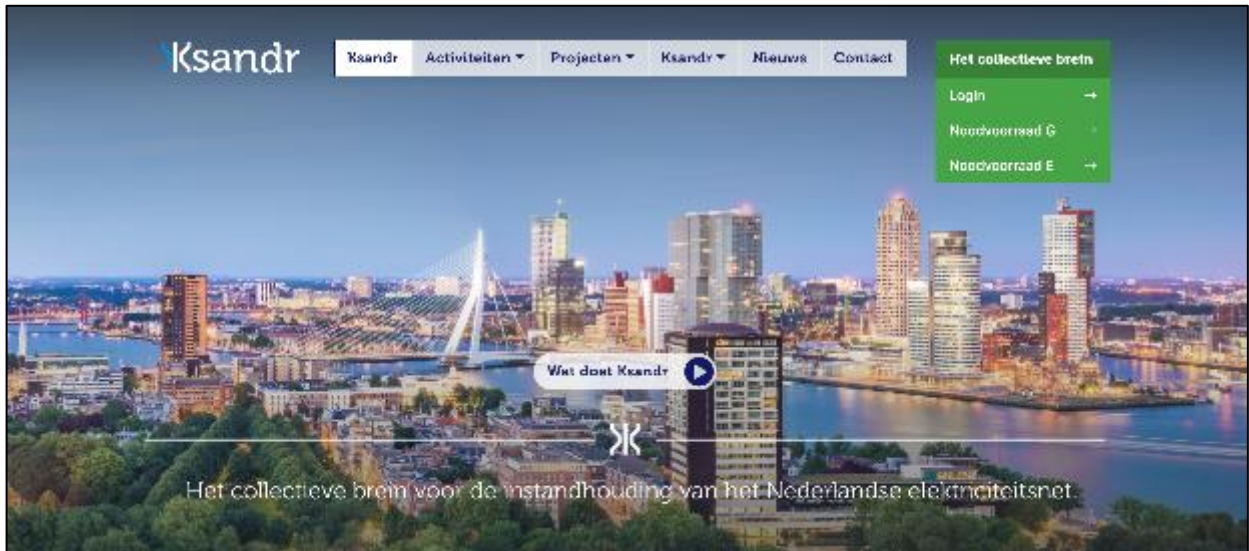 Ksandr
Ksandr Activiteiten Projecten Ksandr Nieuws Contact
Het collectieve brein
Login →
Noodvoorraad G →
Noodvoorraad E →
Wat doet Ksandr
Het collectieve brein voor de instandhouding van het Nederlandse elektriciteitsnet